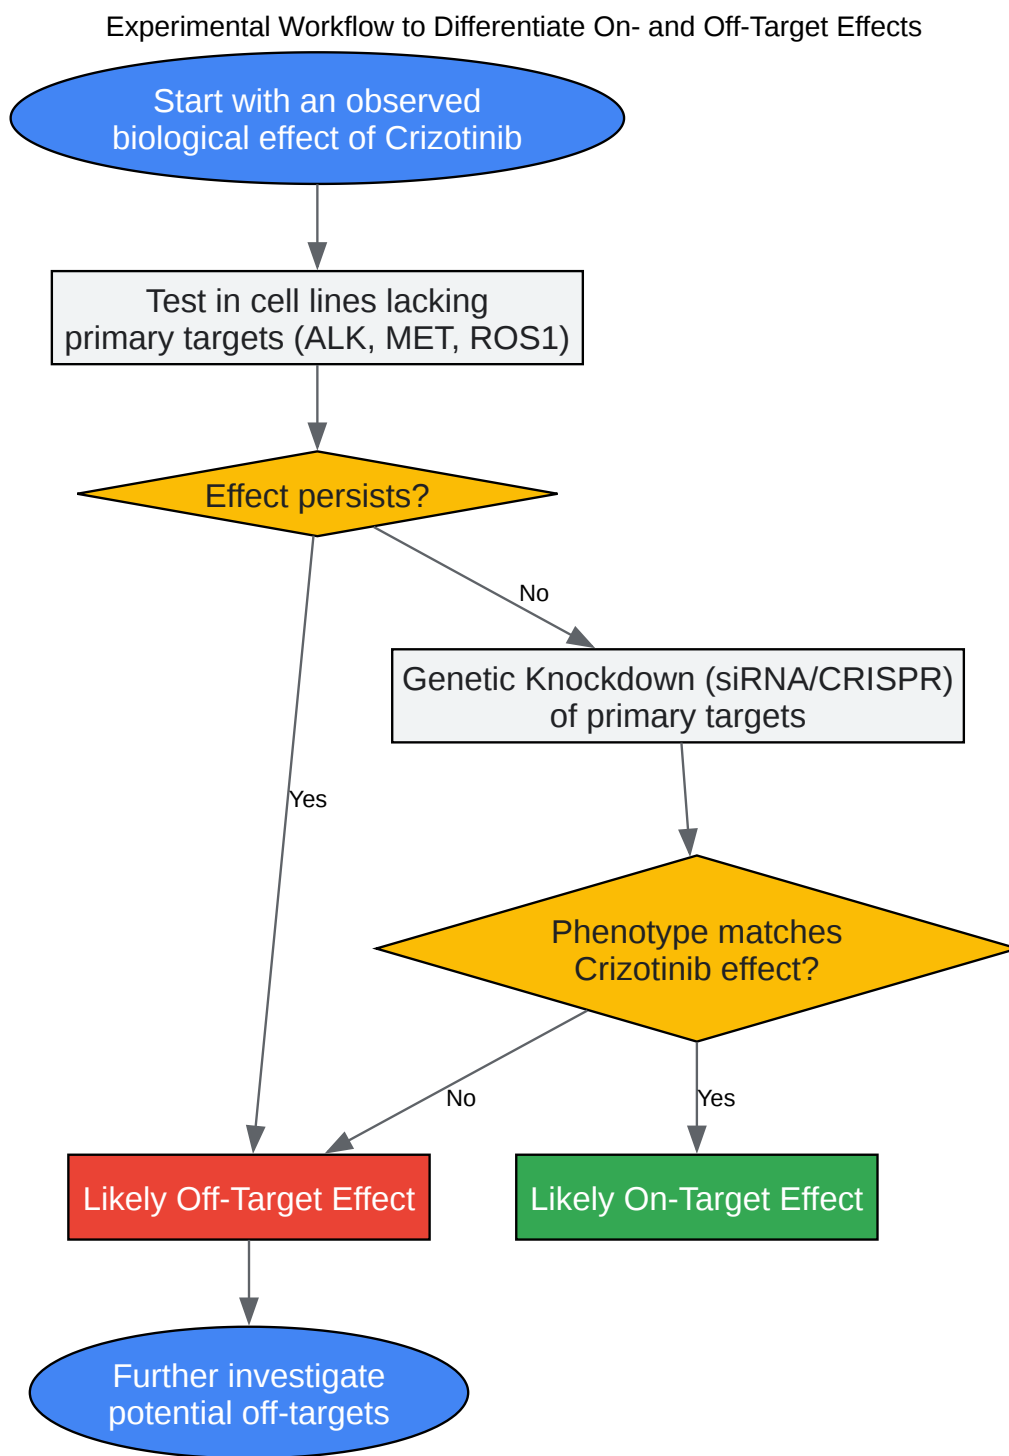 Experimental Workflow to Differentiate On- and Off-Target Effects
Start with an observed
biological effect of Crizotinib
Test in cell lines lacking
primary targets (ALK, MET, ROS1)
Effect persists?
No
Genetic Knockdown (siRNA/CRISPR)
of primary targets
Yes
Phenotype matches
Crizotinib effect?
No
Yes
Likely Off-Target Effect
Likely On-Target Effect
Further investigate
potential off-targets